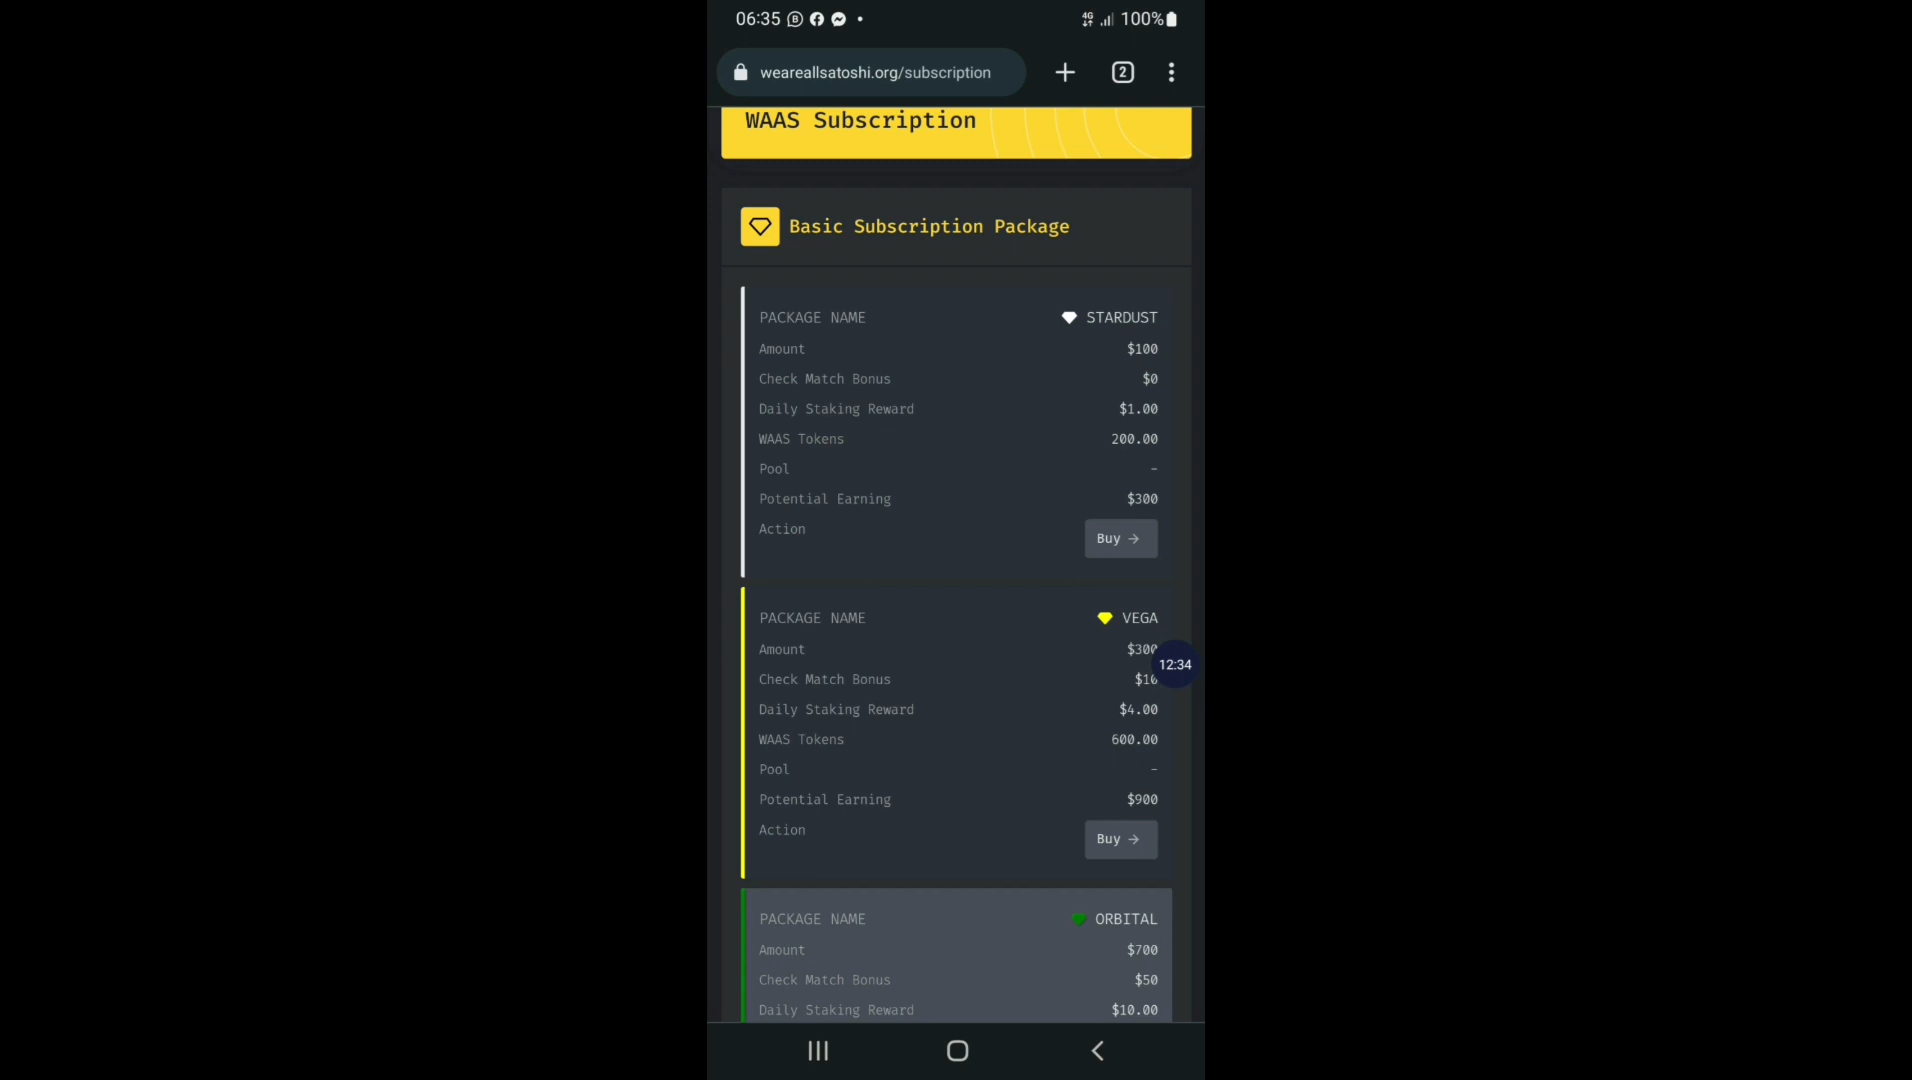 06:35 4G 100%
weareallsatoshi.org/subscription 2
WAAS Subscription
Basic Subscription Package
PACKAGE NAME STARDUST
Amount $100
Check Match Bonus $0
Daily Staking Reward $1.00
WAAS Tokens 200.00
Pool -
Potential Earning $300
Action Buy →
PACKAGE NAME VEGA
Amount $300
Check Match Bonus $10
12:34
Daily Staking Reward $4.00
WAAS Tokens 600.00
Pool -
Potential Earning $900
Action Buy →
PACKAGE NAME ORBITAL
Amount $700
Check Match Bonus $50
Daily Staking Reward $10.00